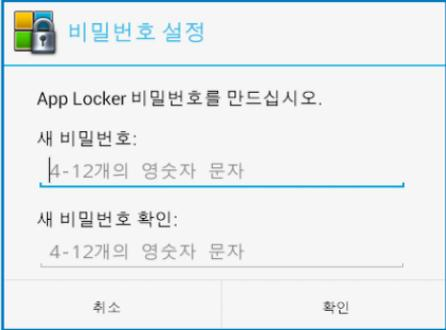 비밀번호 설정
App Locker 비밀번호를 만드십시오.
새 비밀번호:
4-12개의 영숫자 문자
새 비밀번호 확인:
4-12개의 영숫자 문자
취소 확인